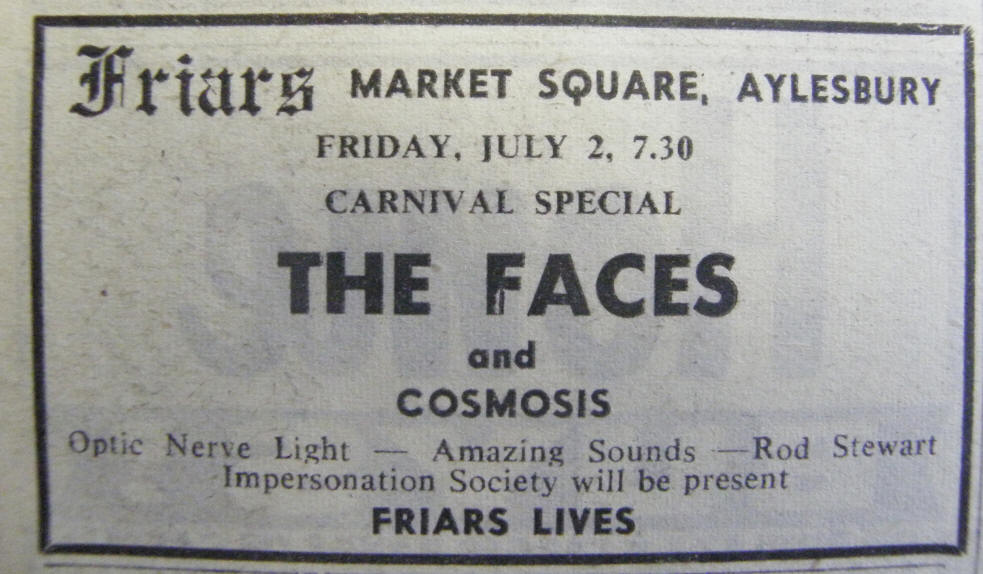 Friars MARKET SQUARE, AYLESBURY
FRIDAY, JULY 2, 7.30
CARNIVAL SPECIAL
THE FACES
and
COSMOSIS
Optic Nerve Light — Amazing Sounds —Rod Stewart
Impersonation Society will be present
FRIARS LIVES